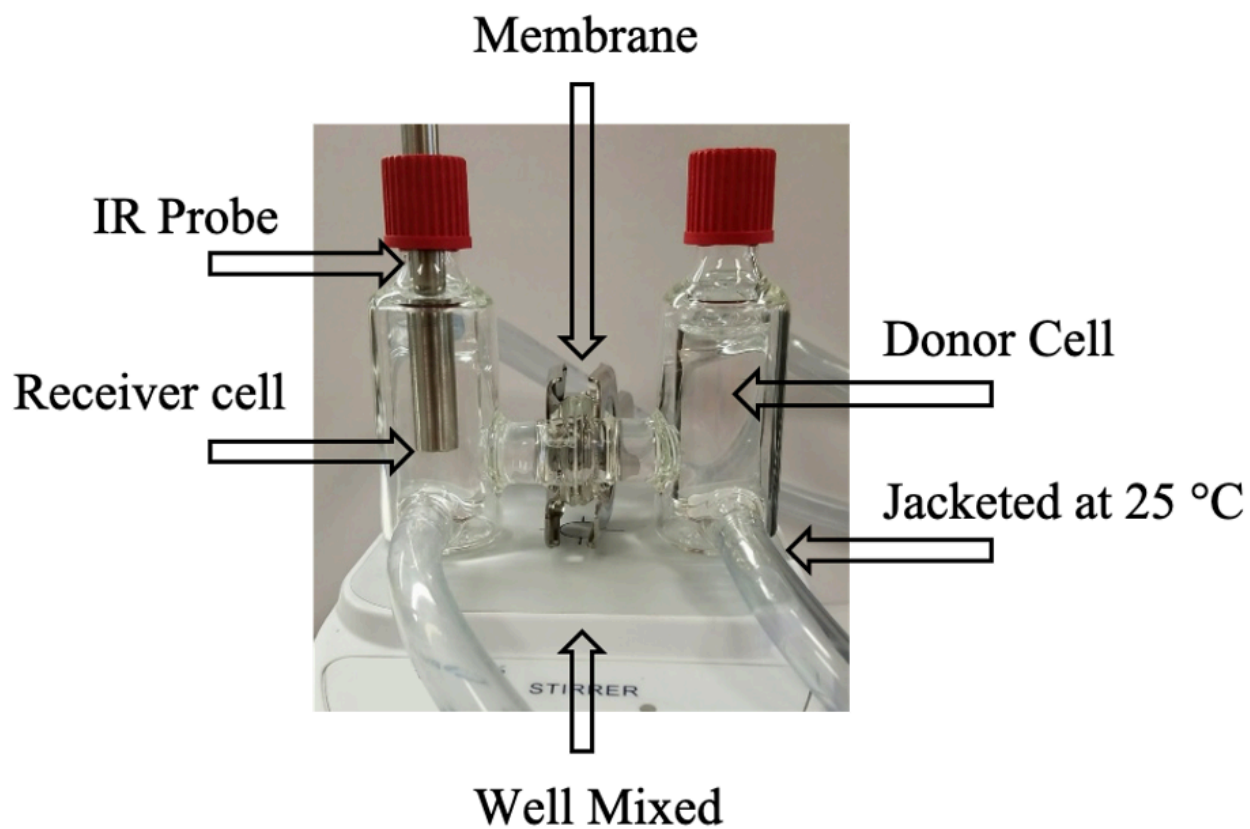 Membrane
IR Probe
Donor Cell
Receiver cell
Jacketed at 25 °C
STIRRER
Well Mixed